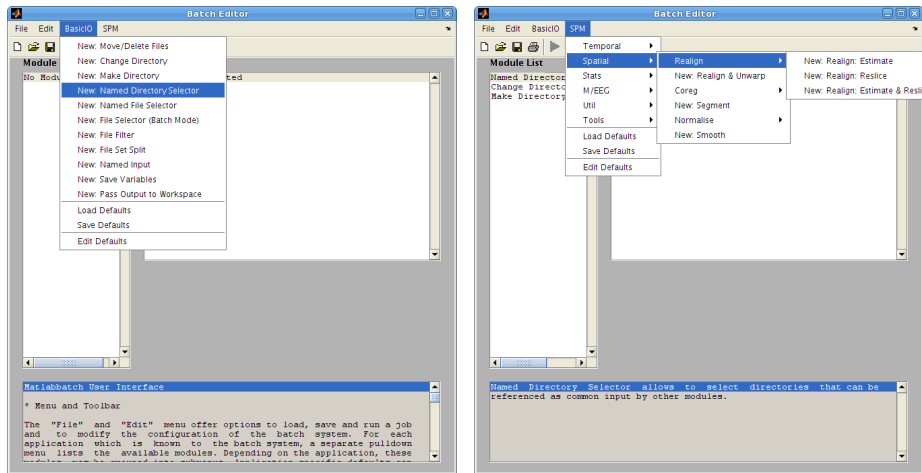 Batch Editor
File Edit BasicIO SPM
New: Move/Delete Files
New: Change Directory
New: Make Directory
New: Named Directory Selector
New: Named File Selector
New: File Selector (Batch Mode)
New: File Filter
New: File Set Split
New: Named Input
New: Save Variables
New: Pass Output to Workspace
Load Defaults
Save Defaults
Edit Defaults
Module
No Modu
ted
Matlabbatch User Interface
* Menu and Toolbar
The "File" and "Edit" menu offer options to load, save and run a job
and to modify the configuration of the batch system. For each
application which is known to the batch system, a separate pulldown
menu lists the available modules. Depending on the application, these
Batch Editor
File Edit BasicIO SPM
Temporal
Spatial
Stats
M/EEG
Util
Tools
Load Defaults
Save Defaults
Edit Defaults
Realign
New: Realign & Unwarp
Coreg
New: Segment
Normalise
New: Smooth
New: Realign: Estimate
New: Realign: Reslice
New: Realign: Estimate & Resli
Module List
Named Director
Change Directo
Make Directory
Named Directory Selector allows to select directories that can be
referenced as common input by other modules.